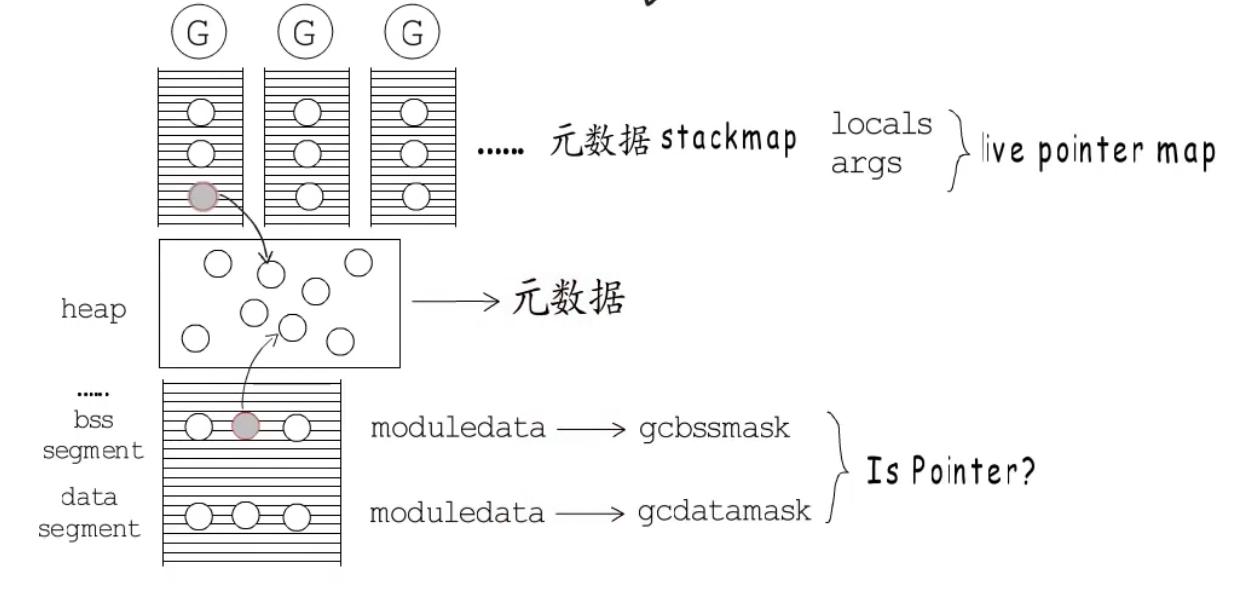 G G G
…… 元数据 stackmap
locals
args
live pointer map
heap
元数据
……
bss
segment
moduledata
gcbssmask
data
segment
moduledata
gcdatamask
Is Pointer?